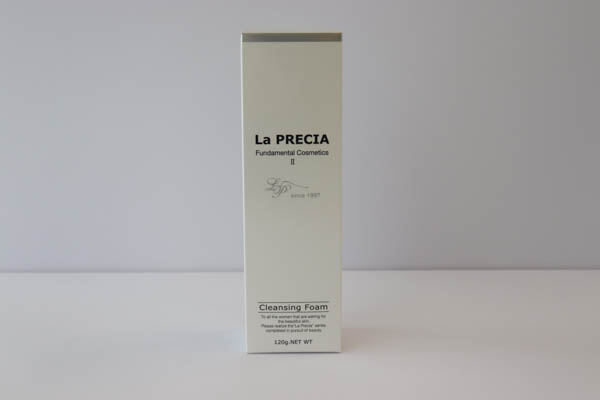 La PRECIA
Fundamental Cosmetics
II
LP since 1997
Cleansing Foam
To all the women that are asking for
the beautiful skin.
Please realize the"La Precia" series
completed in pursuit of beauty.
120g.NET WT